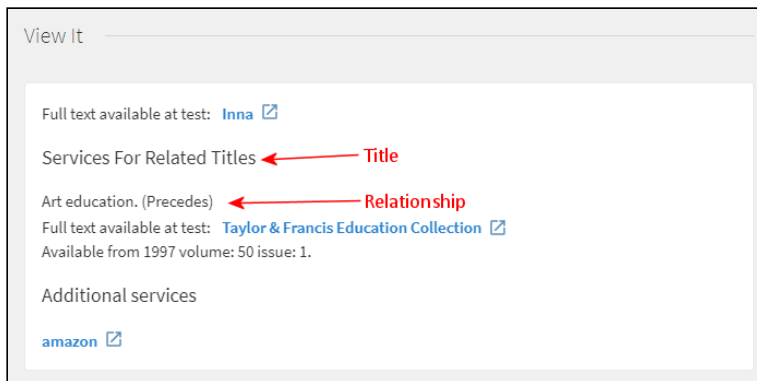 View It
Full text available at test: Inna
Services For Related Titles Title
Art education. (Precedes) Relationship
Full text available at test: Taylor & Francis Education Collection
Available from 1997 volume: 50 issue: 1.
Additional services
amazon